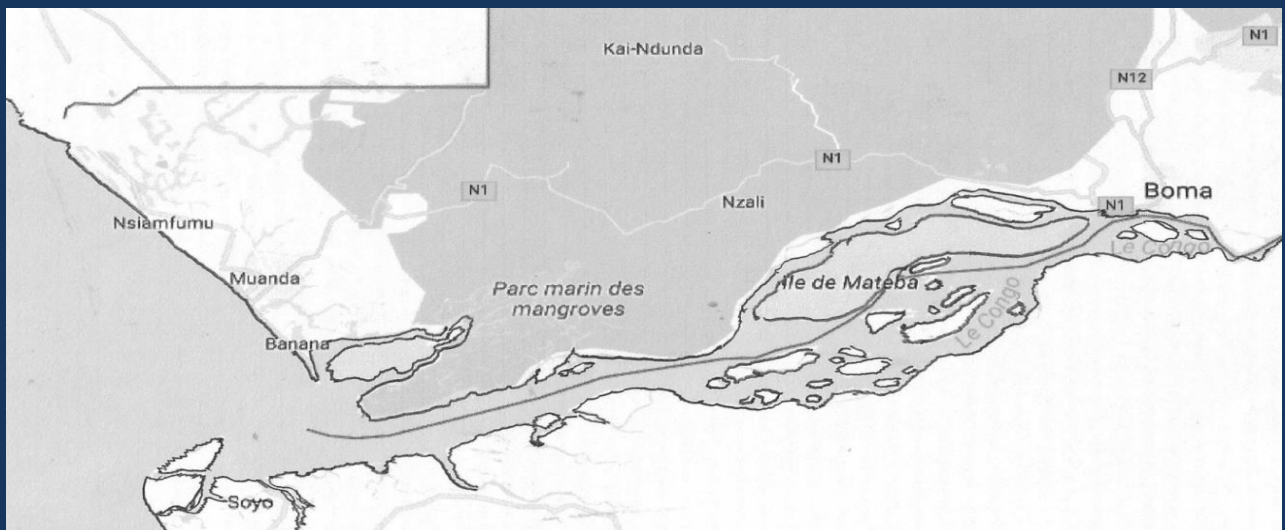 N1
Kai-Ndunda
N12
N1
N1
Nzali
Boma
N1
Nsiamfumu
Le Congo
Muanda
Parc marin des
mangroves
Ile de Mateba
Le Congo
Banana
Soyo